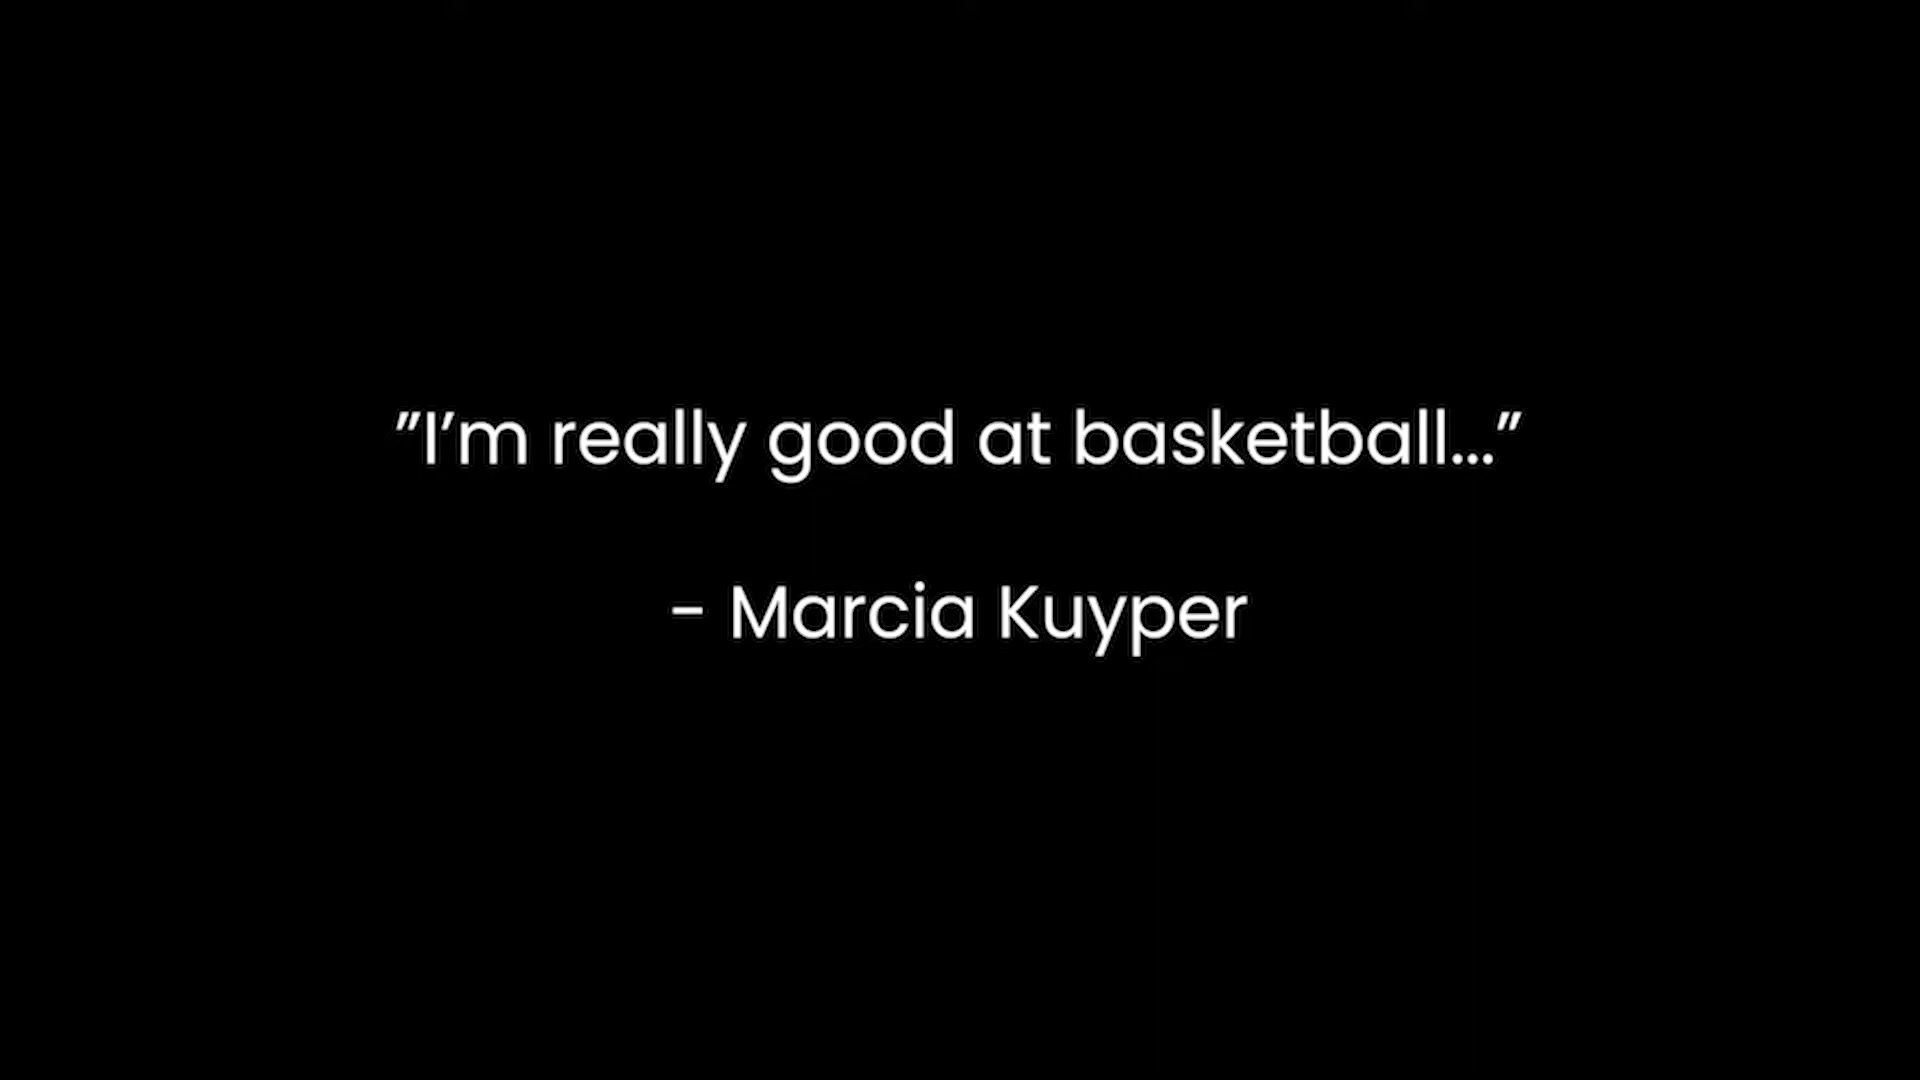 ”I’m really good at basketball...”
- Marcia Kuyper